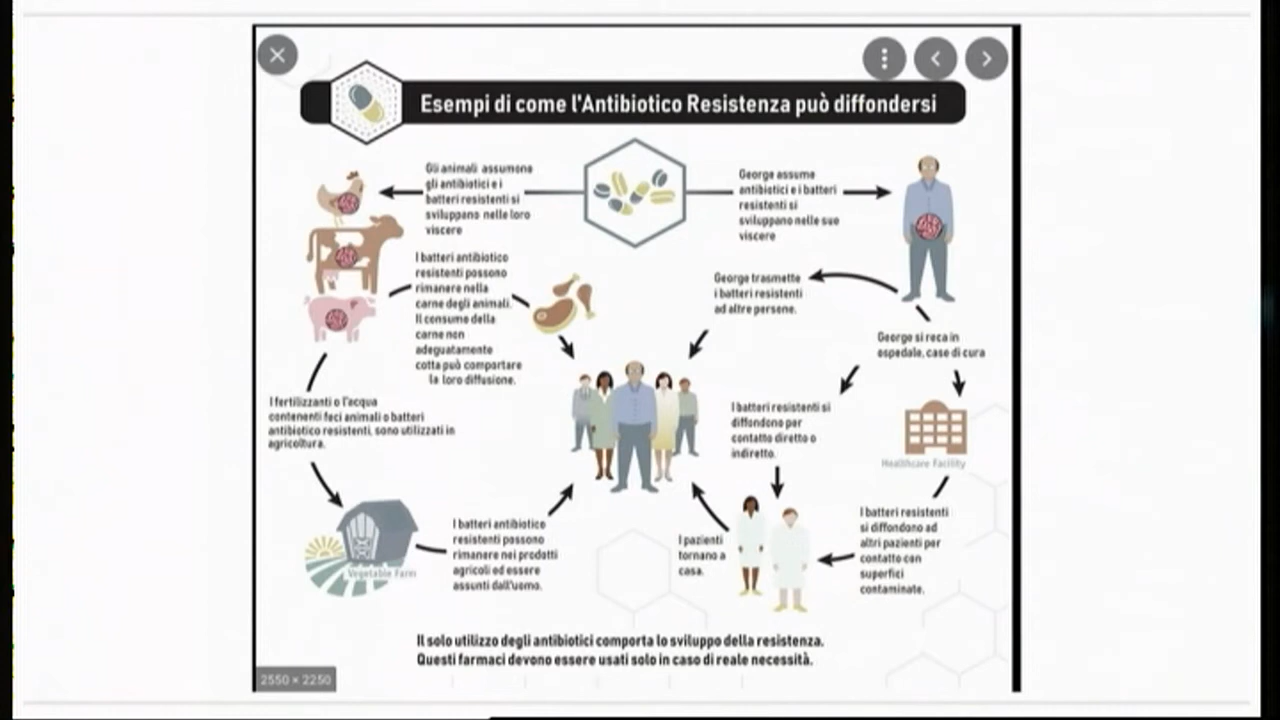 Esempi di come l'Antibiotico Resistenza può diffondersi
Gli animali assumono
gli antibiotici e i
batteri resistenti si
sviluppano nelle loro
viscere
George assume
antibiotici e i batteri
resistenti si
sviluppano nelle sue
viscere
I batteri antibiotico
resistenti possono
rimanere nella
carne degli animali.
Il consumo della
carne non
adeguatamente
cotta può comportare
la loro diffusione.
George trasmette
i batteri resistenti
ad altre persone.
George si reca in
ospedale, case di cura
I fertilizzanti o l'acqua
contenenti feci animali o batteri
antibiotico resistenti, sono utilizzati in
agricoltura.
I batteri resistenti si
diffondono per
contatto diretto o
indiretto.
Healthcare Facility
I batteri antibiotico
resistenti possono
rimanere nei prodotti
agricoli ed essere
assunti dall'uomo.
Vegetable Farm
I pazienti
tornano a
casa.
I batteri resistenti
si diffondono ad
altri pazienti per
contatto con
superfici
contaminate.
Il solo utilizzo degli antibiotici comporta lo sviluppo della resistenza.
Questi farmaci devono essere usati solo in caso di reale necessità.
2550 × 2250